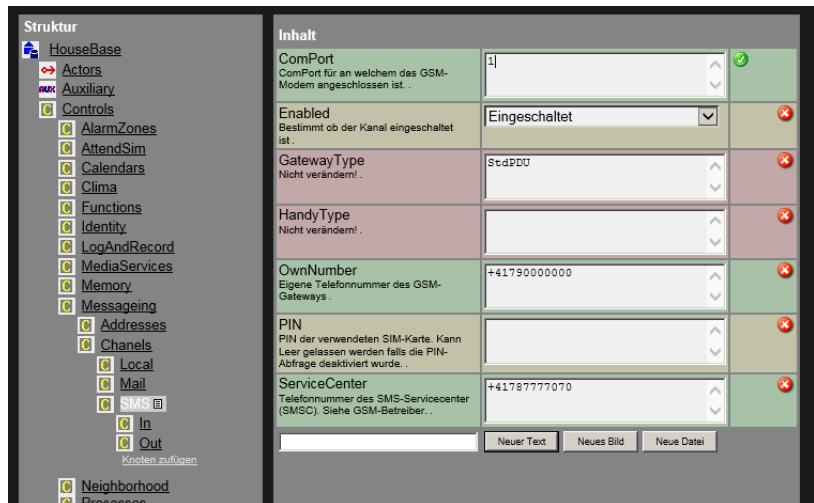 Struktur
HouseBase
Actors
AUX Auxiliary
C Controls
C AlarmZones
C AttendSim
C Calendars
C Clima
C Functions
C Identity
C LogAndRecord
C MediaServices
C Memory
C Messageing
C Addresses
C Chanels
C Local
C Mail
C SMS
C In
C Out
Knoten zufügen
C Neighborhood
C Processes
Inhalt
ComPort
ComPort für an welchem das GSM-
Modem angeschlossen ist. .
1
Enabled
Bestimmt ob der Kanal eingeschaltet
ist .
Eingeschaltet
GatewayType
Nicht verändern! .
StdPDU
HandyType
Nicht verändern! .
OwnNumber
Eigene Telefonnummer des GSM-
Gateways .
+41790000000
PIN
PIN der verwendeten SIM-Karte. Kann
Leer gelassen werden falls die PIN-
Abfrage deaktiviert wurde. .
ServiceCenter
Telefonnummer des SMS-Servicecenter
(SMSC). Siehe GSM-Betreiber. .
+41787777070
Neuer Text
Neues Bild
Neue Datei